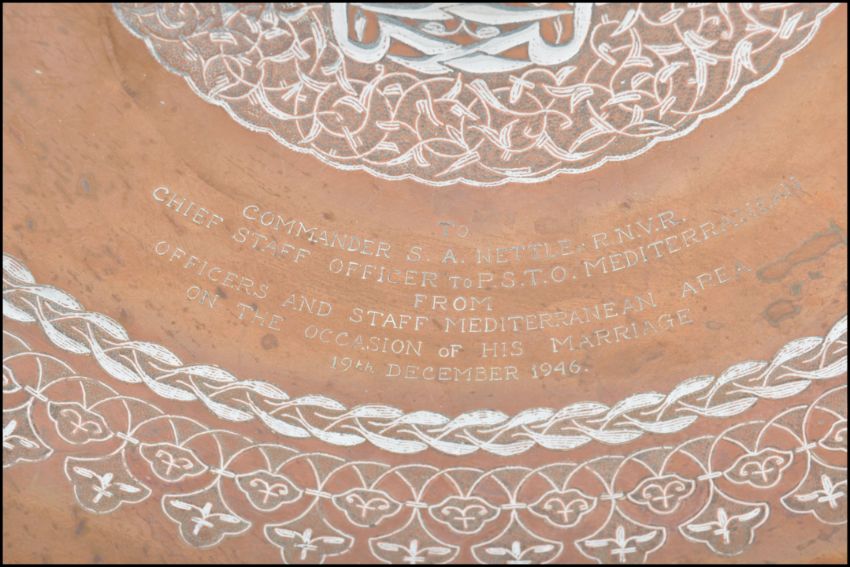 TO
COMMANDER S. A. NETTLE. R.N.V.R.
CHIEF STAFF OFFICER TO P.S.T.O. MEDITERRANEAN
FROM
OFFICERS AND STAFF MEDITERRANEAN AREA
ON THE OCCASION OF HIS MARRIAGE
19th DECEMBER 1946.